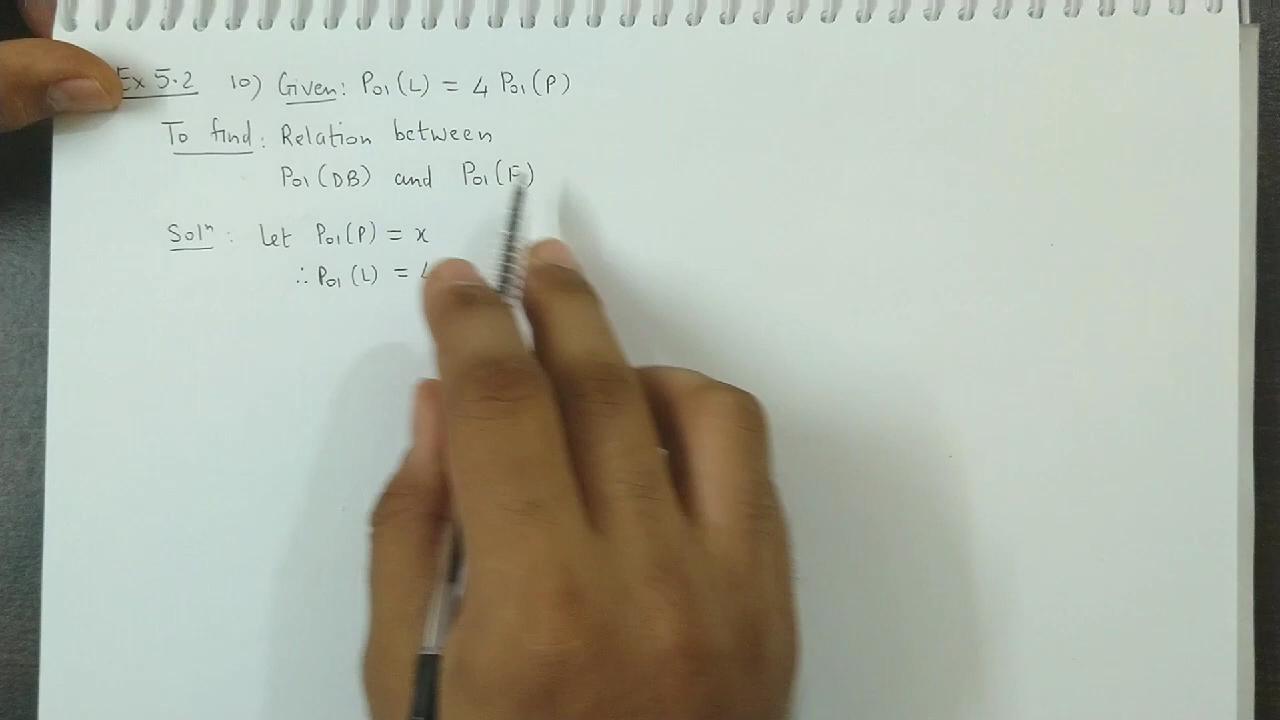 Ex 5.2 10) Given: P01(L) = 4 P01(P)
To find: Relation between
P01(DB) and P01(F)
Solⁿ: Let P01(P) = x
∴ P01(L) = 4